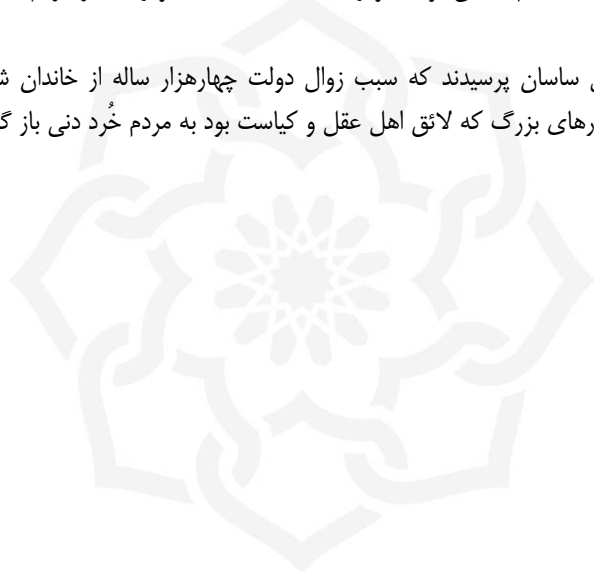 ساسان پرسیدند که سبب زوال دولت چهارهزار ساله از خاندان
رهای بزرگ که لائق اهل عقل و کیاست بود به مردم خُرد دنی باز